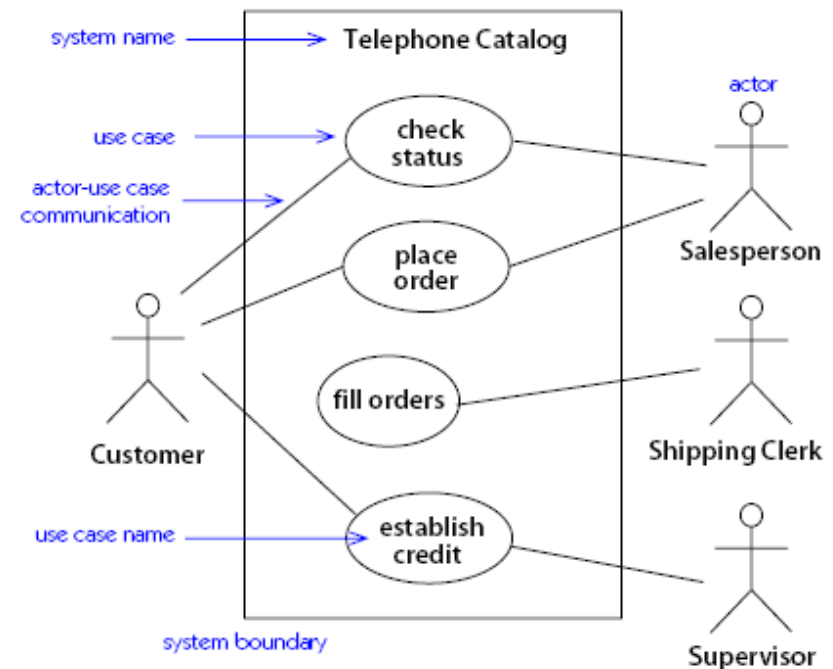 system name
Telephone Catalog
actor
use case
check
status
actor-use case
communication
Salesperson
place
order
fill orders
Customer
Shipping Clerk
use case name
establish
credit
system boundary
Supervisor